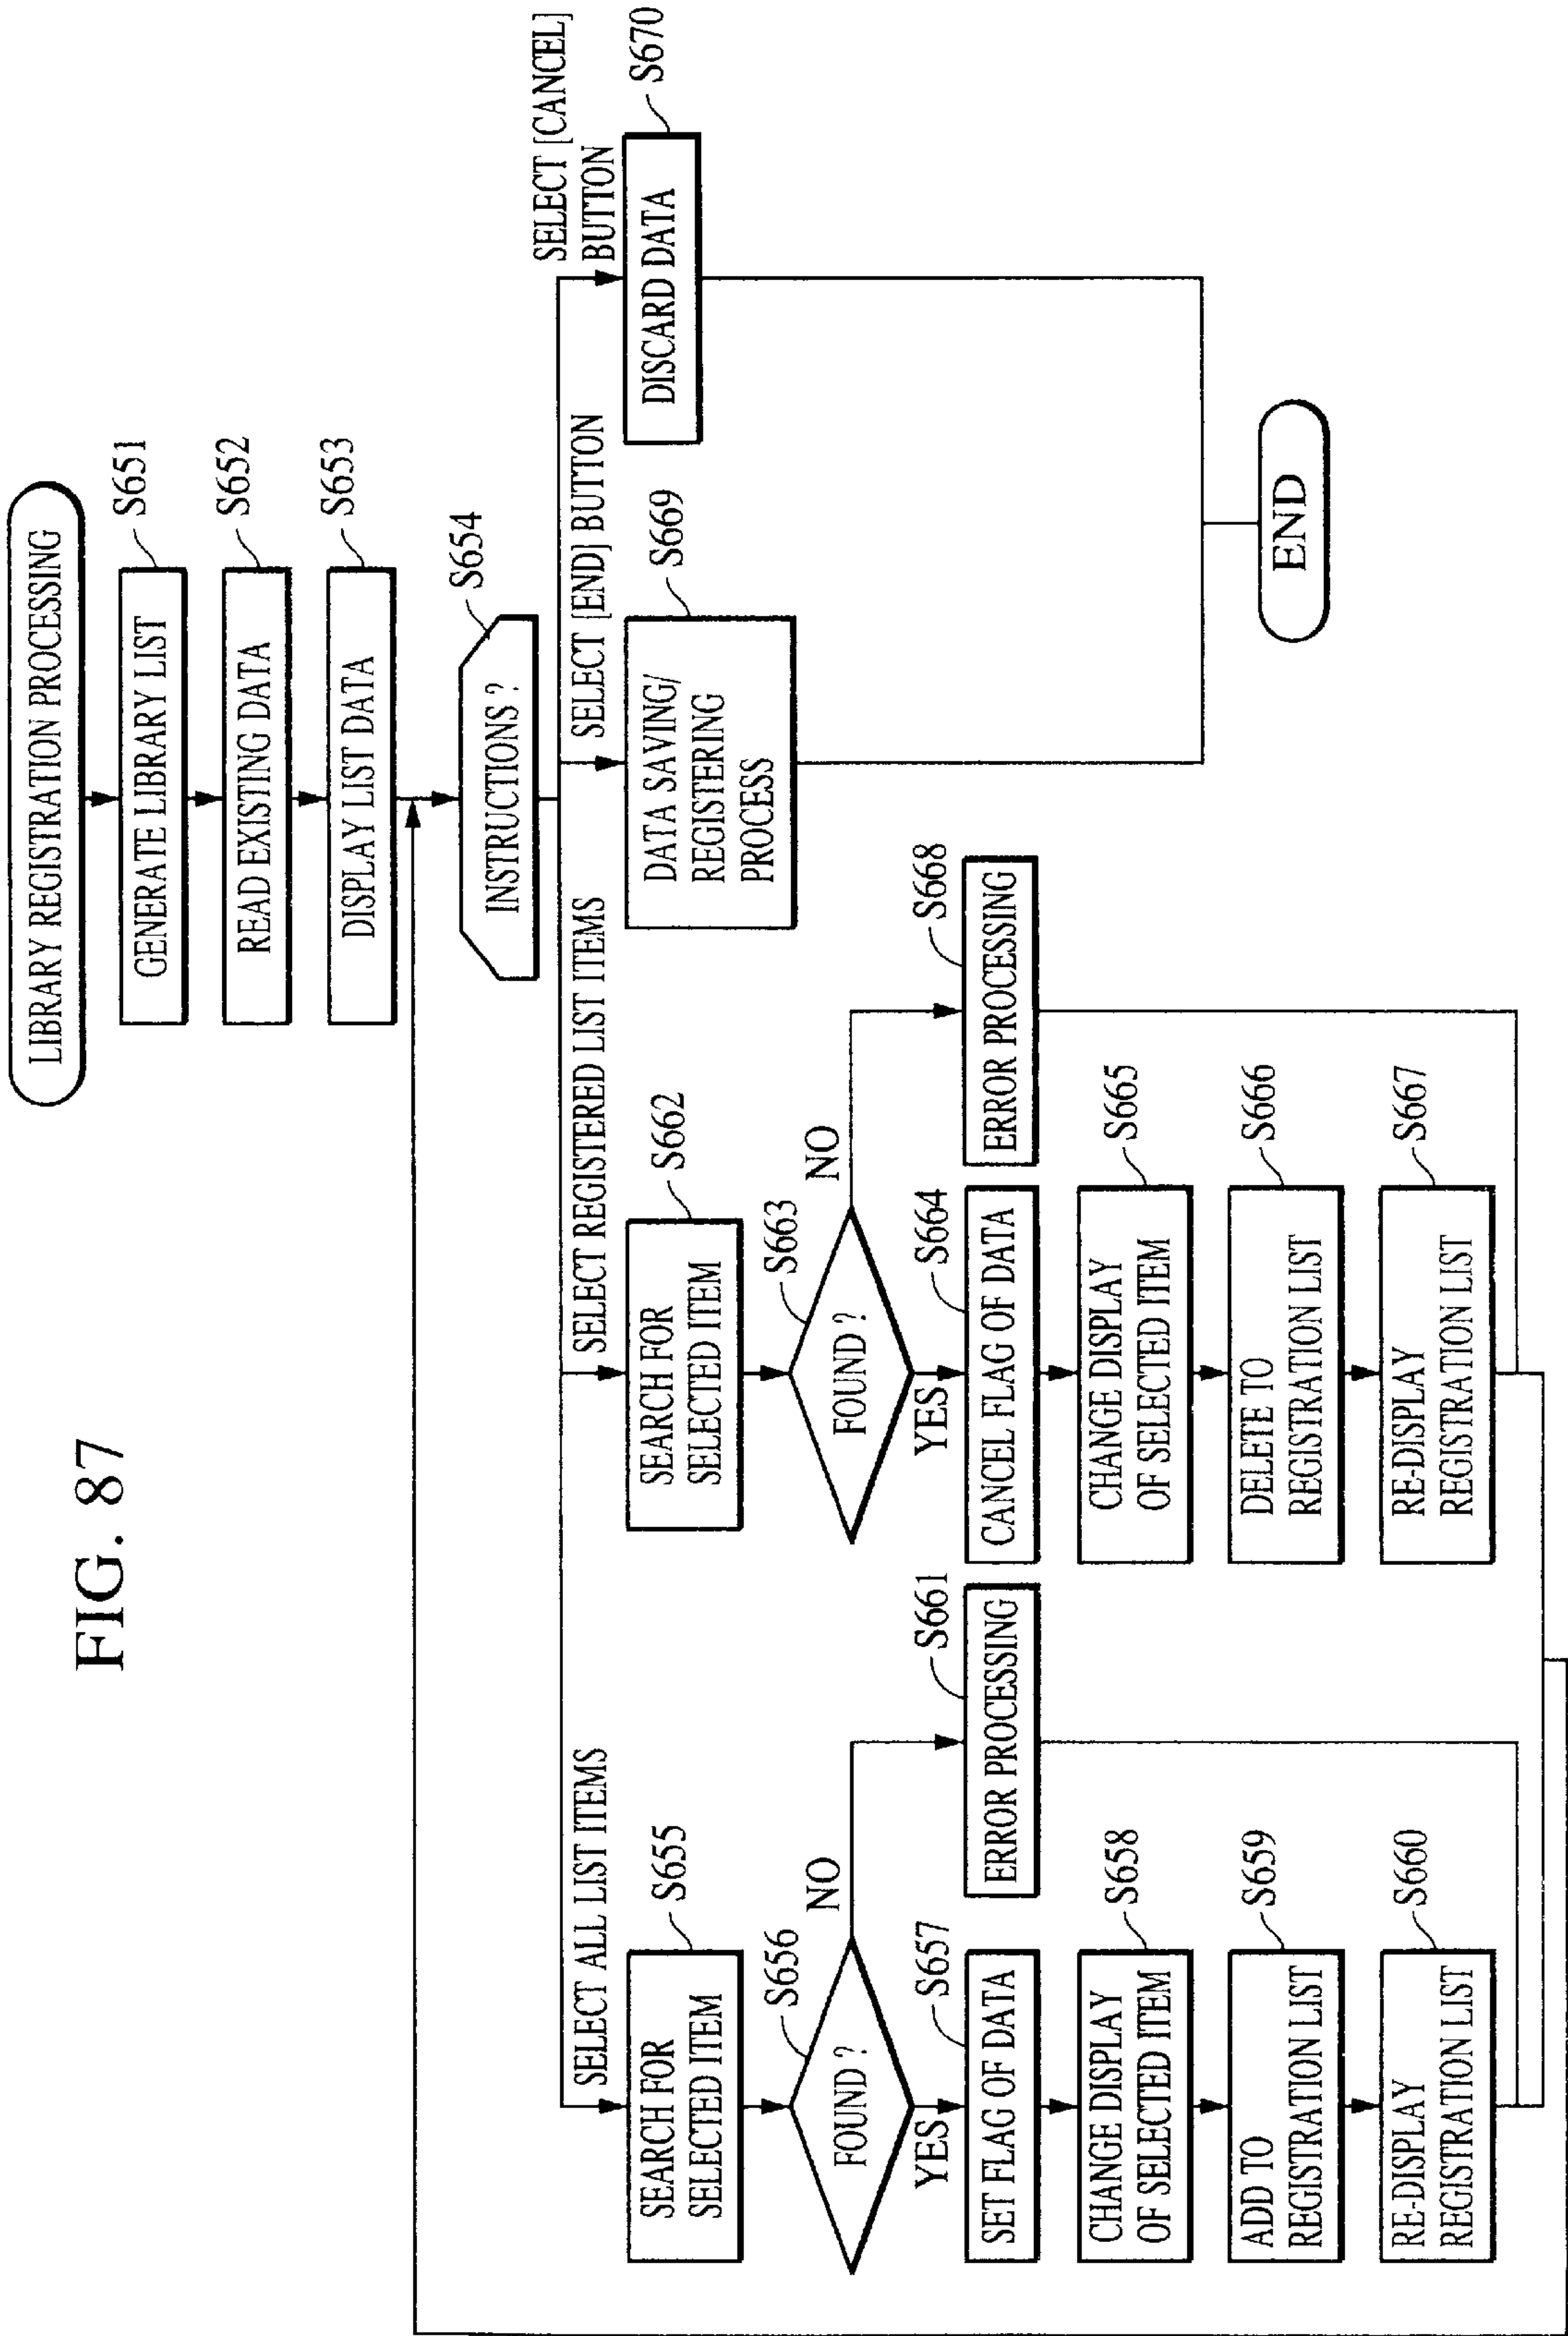 FIG. 87
LIBRARY REGISTRATION PROCESSING
GENERATE LIBRARY LIST
S651
READ EXISTING DATA
S652
DISPLAY LIST DATA
S653
INSTRUCTIONS ?
S654
SELECT ALL LIST ITEMS
SEARCH FOR
SELECTED ITEM
S655
FOUND ?
S656
NO
YES
SET FLAG OF DATA
S657
ERROR PROCESSING
S661
CHANGE DISPLAY
OF SELECTED ITEM
S658
ADD TO
REGISTRATION LIST
S659
RE-DISPLAY
REGISTRATION LIST
S660
SELECT REGISTERED LIST ITEMS
SEARCH FOR
SELECTED ITEM
S662
FOUND ?
S663
NO
YES
CANCEL FLAG OF DATA
S664
ERROR PROCESSING
S668
CHANGE DISPLAY
OF SELECTED ITEM
S665
DELETE TO
REGISTRATION LIST
S666
RE-DISPLAY
REGISTRATION LIST
S667
SELECT [END] BUTTON
DATA SAVING/
REGISTERING
PROCESS
S669
SELECT [CANCEL]
BUTTON
DISCARD DATA
S670
END